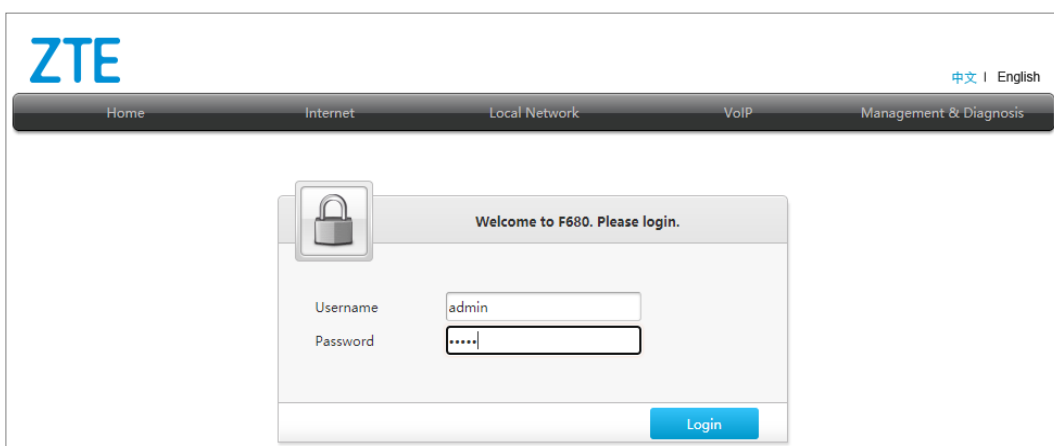 ZTE
中文 | English
Home Internet Local Network VoIP Management & Diagnosis
Welcome to F680. Please login.
Username admin
Password •••••
Login